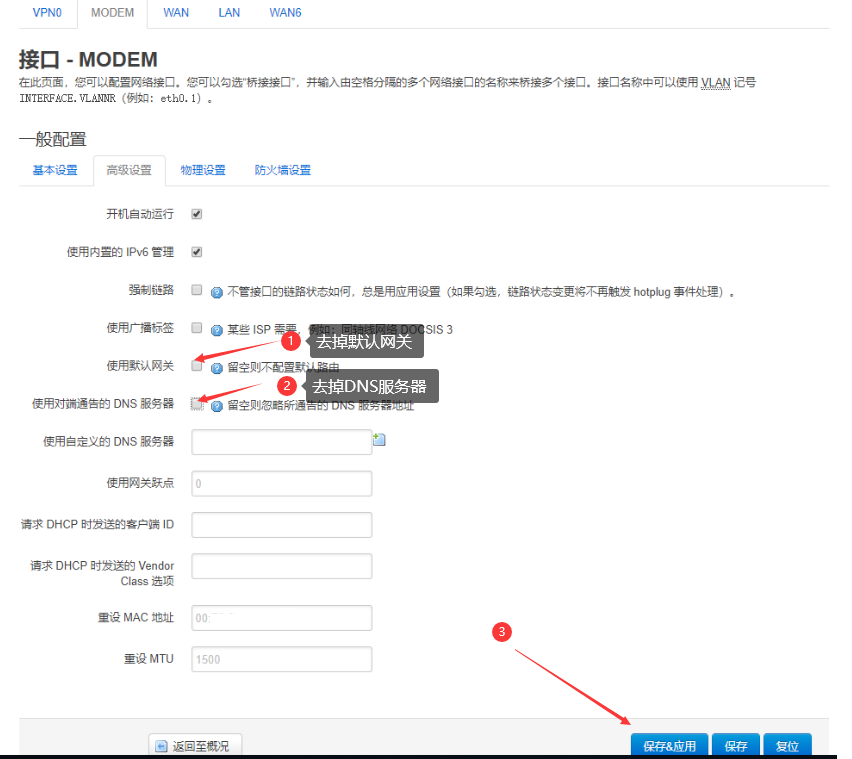 VPN0 MODEM WAN LAN WAN6
接口 - MODEM
在此页面，您可以配置网络接口。您可以勾选"桥接接口"，并输入由空格分隔的多个网络接口的名称来桥接多个接口。接口名称中可以使用 VLAN 记号
INTERFACE.VLANNR（例如：eth0.1）。
一般配置
基本设置 高级设置 物理设置 防火墙设置
开机自动运行
使用内置的 IPv6 管理
强制链路 不管接口的链路状态如何，总是用应用设置（如果勾选，链路状态变更将不再触发 hotplug 事件处理）。
使用广播标签 某些 ISP 需要，例如：同轴线网络 DOCSIS 3
1 去掉默认网关
使用默认网关 留空则不配置默认路由
2 去掉DNS服务器
使用对端通告的 DNS 服务器 留空则忽略所通告的 DNS 服务器地址
使用自定义的 DNS 服务器
使用网关跃点 0
请求 DHCP 时发送的客户端 ID
请求 DHCP 时发送的 Vendor
Class 选项
重设 MAC 地址 00:
3
重设 MTU 1500
返回至概况 保存&应用 保存 复位